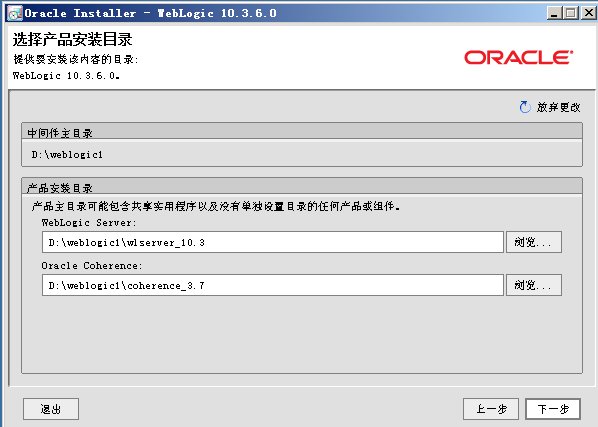 Oracle Installer - WebLogic 10.3.6.0
选择产品安装目录
提供要安装该内容的目录:
WebLogic 10.3.6.0。
ORACLE
放弃更改
中间件主目录
D:\weblogic1
产品安装目录
产品主目录可能包含共享实用程序以及没有单独设置目录的任何产品或组件。
WebLogic Server:
D:\weblogic1\wlserver_10.3
浏览...
Oracle Coherence:
D:\weblogic1\coherence_3.7
浏览...
退出
上一步
下一步